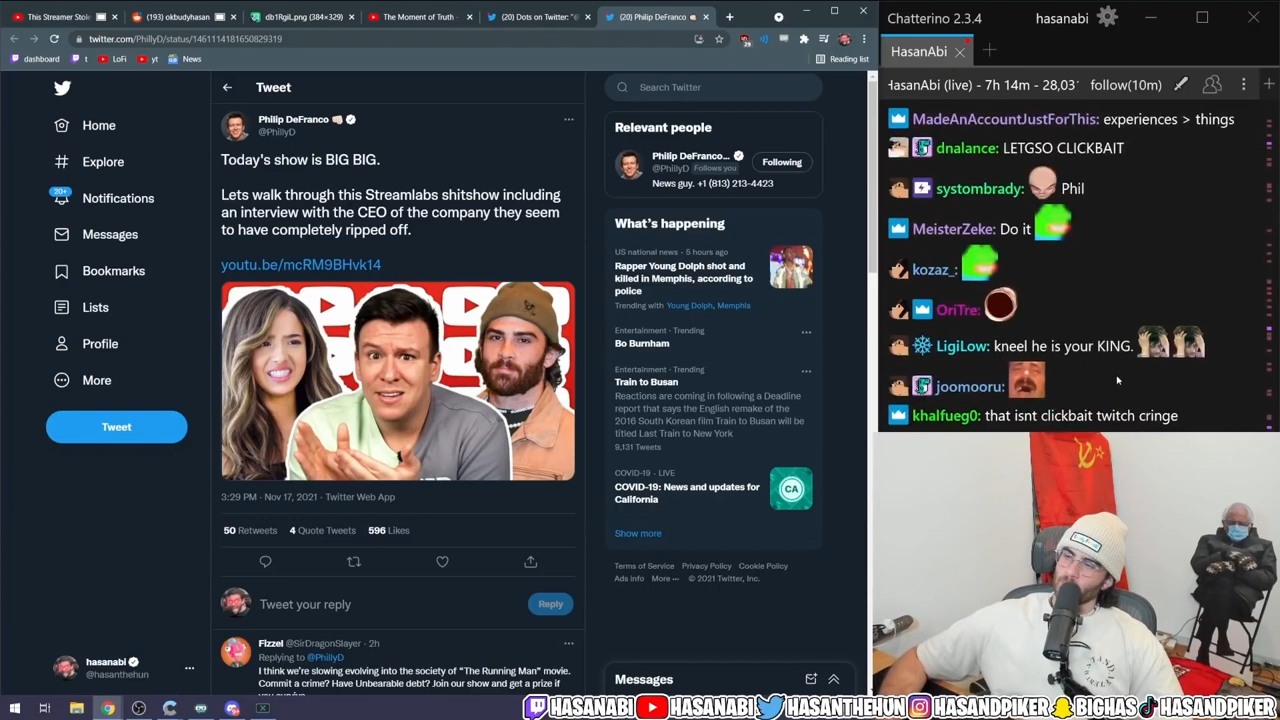 This Streamer Stole
(193) okbudyhasan
db1RgiL.png (384×329)
The Moment of Truth -
(20) Dots on Twitter: "@
(20) Philip DeFranco
twitter.com/PhillyD/status/1461114181650829319
dashboard
t
LoFi
yt
News
Reading list
Home
Explore
20+
Notifications
Messages
Bookmarks
Lists
Profile
More
Tweet
hasanabi
@hasanthehun
Tweet
Philip DeFranco
@PhillyD
Today's show is BIG BIG.
Lets walk through this Streamlabs shitshow including
an interview with the CEO of the company they seem
to have completely ripped off.
youtu.be/mcRM9BHvk14
3:29 PM · Nov 17, 2021 · Twitter Web App
50 Retweets 4 Quote Tweets 596 Likes
Tweet your reply
Reply
Fizzel @SirDragonSlayer · 2h
Replying to @PhillyD
I think we're slowing evolving into the society of "The Running Man" movie.
Commit a crime? Have Unbearable debt? Join our show and get a prize if
Search Twitter
Relevant people
Philip DeFranco...
@PhillyD Follows you
Following
News guy. +1 (813) 213-4423
What's happening
US national news · 5 hours ago
Rapper Young Dolph shot and
killed in Memphis, according to
police
Trending with Young Dolph, Memphis
Entertainment · Trending
Bo Burnham
Entertainment · Trending
Train to Busan
Reactions are coming in following a Deadline
report that says the English remake of the
2016 South Korean film Train to Busan will be
titled Last Train to New York
9,131 Tweets
COVID-19 · LIVE
COVID-19: News and updates for
California
CA
Show more
Terms of Service Privacy Policy Cookie Policy
Ads info More ··· © 2021 Twitter, Inc.
Messages
Chatterino 2.3.4
hasanabi
HasanAbi
HasanAbi (live) - 7h 14m - 28,03
follow(10m)
MadeAnAccountJustForThis: experiences > things
dnalance: LETGSO CLICKBAIT
systombrady: Phil
MeisterZeke: Do it
kozaz_:
OriTre:
LigiLow: kneel he is your KING.
joomooru:
khalfueg0: that isnt clickbait twitch cringe
HASANABI HASANABI HASANTHEHUN HASANDPIKER BIGHAS HASANDPIKER